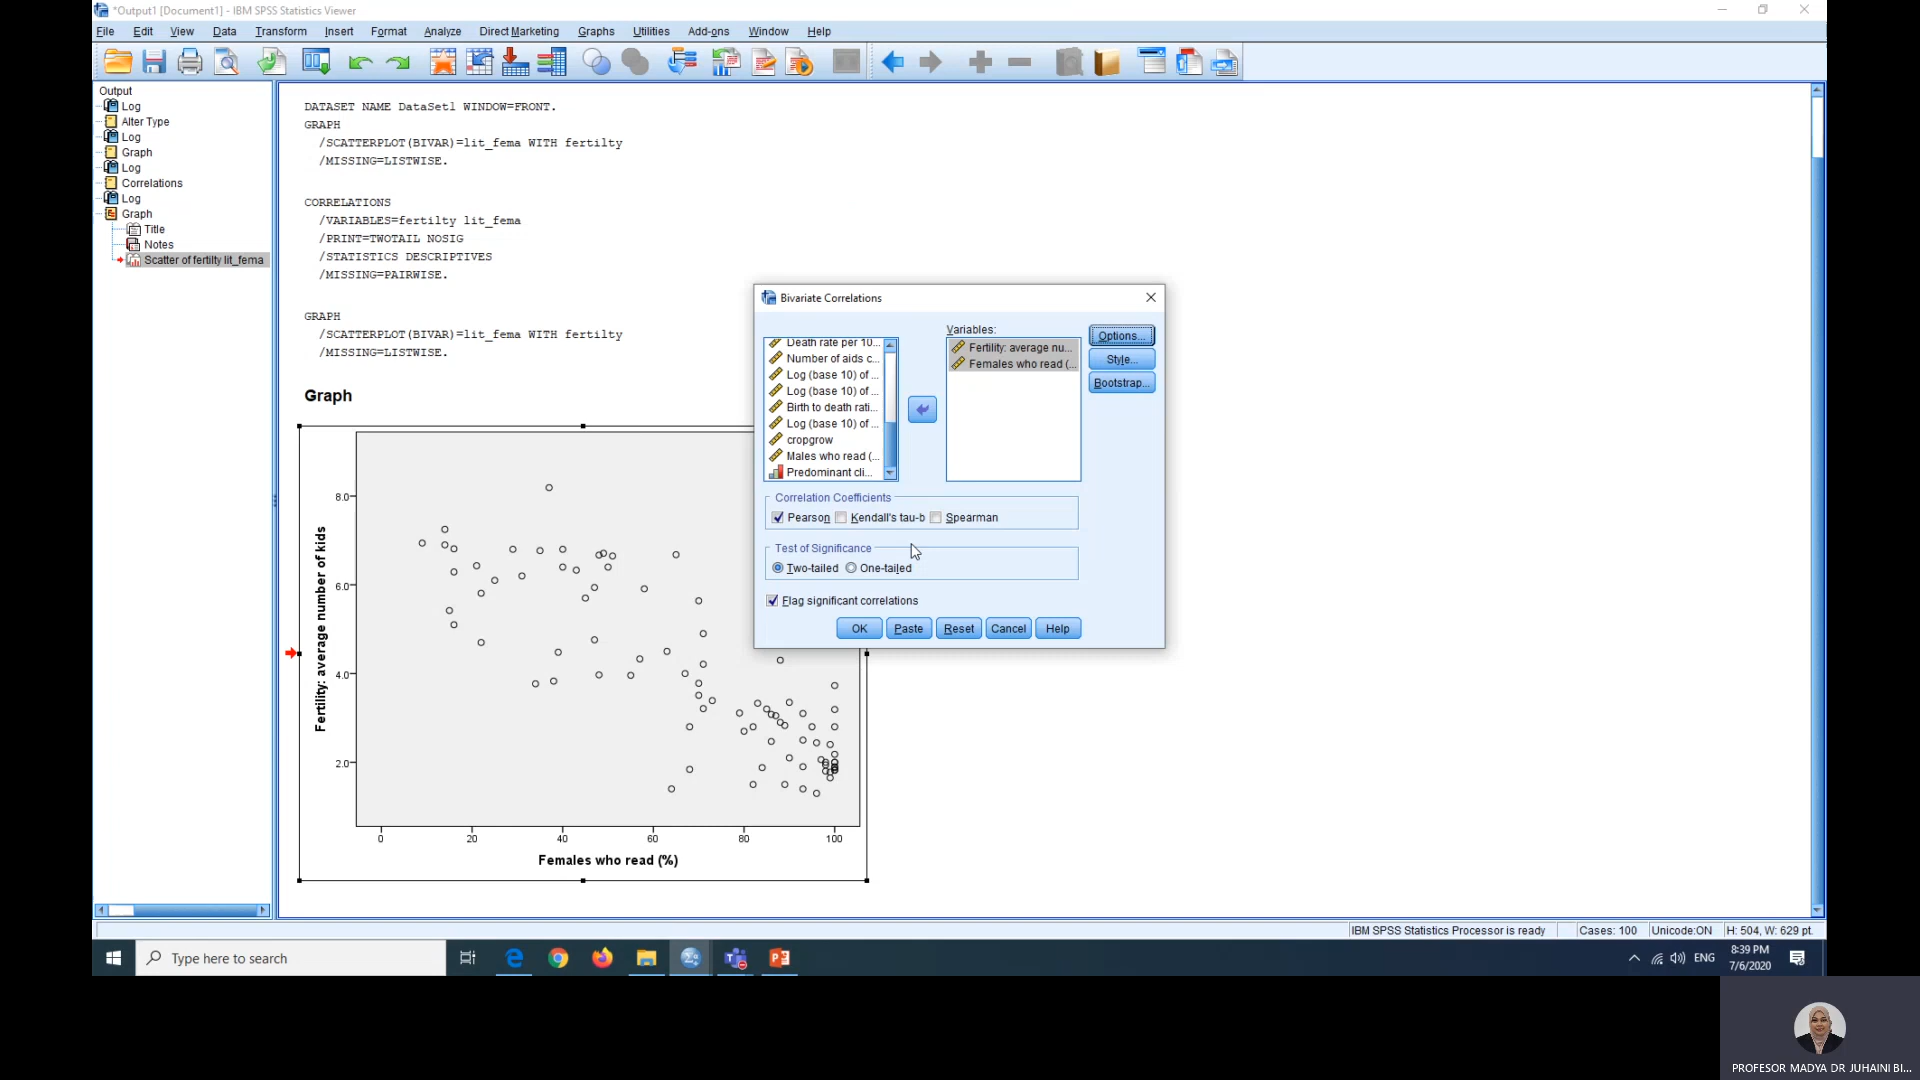 *Output1 [Document1] - IBM SPSS Statistics Viewer
File Edit View Data Transform Insert Format Analyze Direct Marketing Graphs Utilities Add-ons Window Help
Output
Log
Alter Type
Log
Graph
Log
Correlations
Log
Graph
Title
Notes
Scatter of fertilty lit_fema
DATASET NAME DataSet1 WINDOW=FRONT.
GRAPH
/SCATTERPLOT(BIVAR)=lit_fema WITH fertilty
/MISSING=LISTWISE.
CORRELATIONS
/VARIABLES=fertilty lit_fema
/PRINT=TWOTAIL NOSIG
/STATISTICS DESCRIPTIVES
/MISSING=PAIRWISE.
GRAPH
/SCATTERPLOT(BIVAR)=lit_fema WITH fertilty
/MISSING=LISTWISE.
Graph
Fertility: average number of kids
8.0
6.0
4.0
2.0
0 20 40 60 80 100
Females who read (%)
Bivariate Correlations
Death rate per 10...
Number of aids c...
Log (base 10) of ...
Log (base 10) of ...
Birth to death rati...
Log (base 10) of ...
cropgrow
Males who read (...
Predominant cli...
Variables:
Fertility: average nu...
Females who read (...
Options...
Style...
Bootstrap...
Correlation Coefficients
Pearson Kendall's tau-b Spearman
Test of Significance
Two-tailed One-tailed
Flag significant correlations
OK Paste Reset Cancel Help
IBM SPSS Statistics Processor is ready Cases: 100 Unicode:ON H: 504, W: 629 pt.
Type here to search
ENG
8:39 PM
7/6/2020
PROFESOR MADYA DR JUHAINI BI...